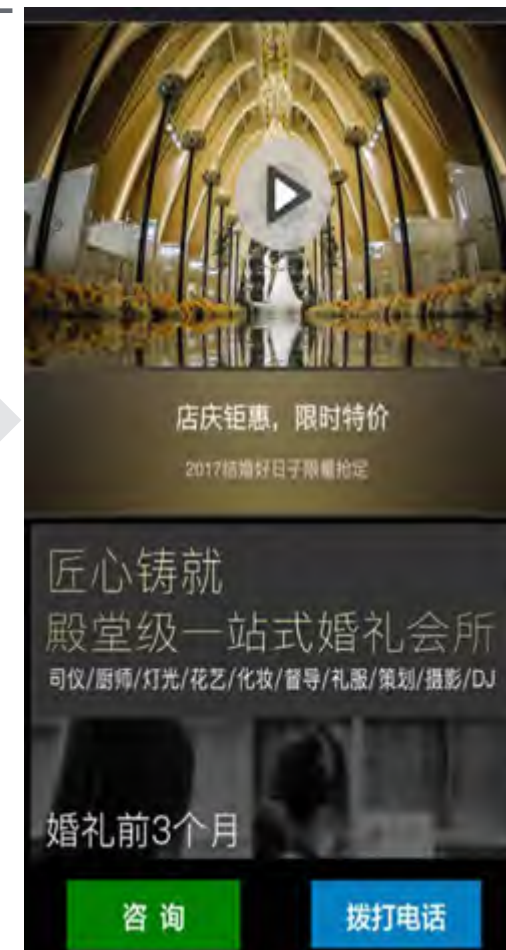 店庆钜惠，限时特价
2017结婚好日子限量抢定
匠心铸就
殿堂级一站式婚礼会所
司仪/厨师/灯光/花艺/化妆/督导/礼服/策划/摄影/DJ
婚礼前3个月
咨 询
拨打电话